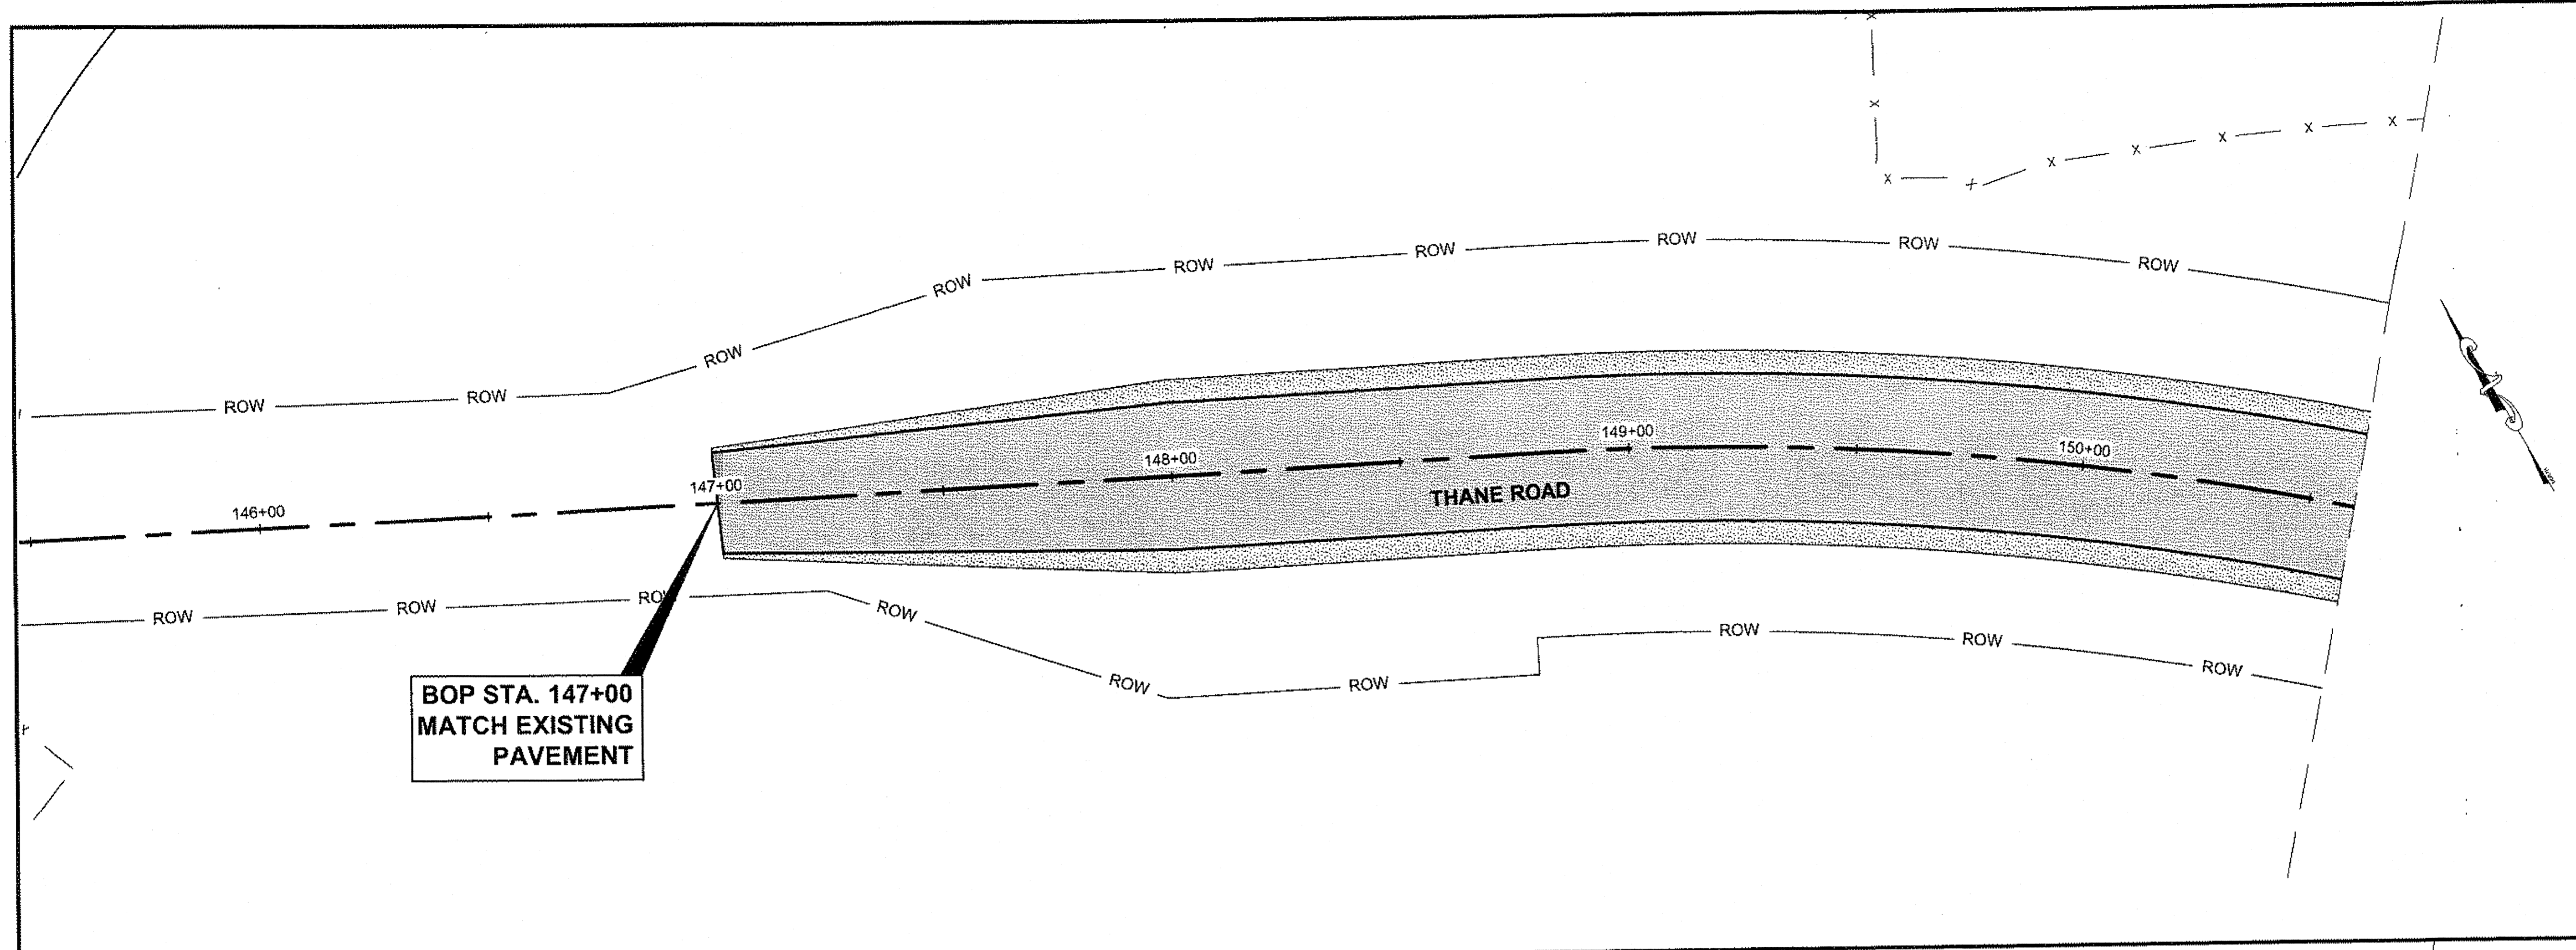 x
x
x x x x x
x + x
ROW ROW ROW ROW ROW ROW ROW ROW
ROW
146+00 147+00 148+00 149+00 150+00
THANE ROAD
ROW ROW ROW ROW ROW ROW ROW ROW ROW
BOP STA. 147+00
MATCH EXISTING
PAVEMENT